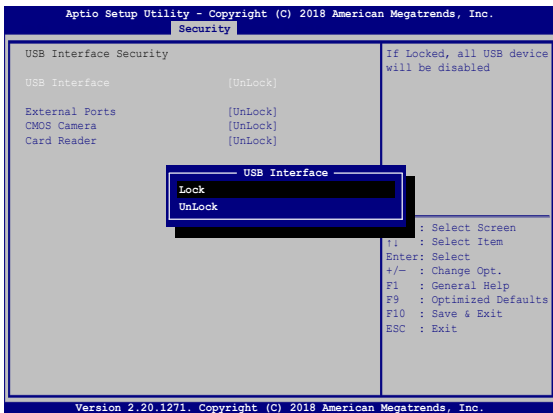 Aptio Setup Utility - Copyright (C) 2018 American Megatrends, Inc.
Security
USB Interface Security
USB Interface [UnLock]
External Ports [UnLock]
CMOS Camera [UnLock]
Card Reader [UnLock]
If Locked, all USB device
will be disabled
USB Interface
Lock
UnLock
: Select Screen
↑↓ : Select Item
Enter: Select
+/— : Change Opt.
F1 : General Help
F9 : Optimized Defaults
F10 : Save & Exit
ESC : Exit
Version 2.20.1271. Copyright (C) 2018 American Megatrends, Inc.